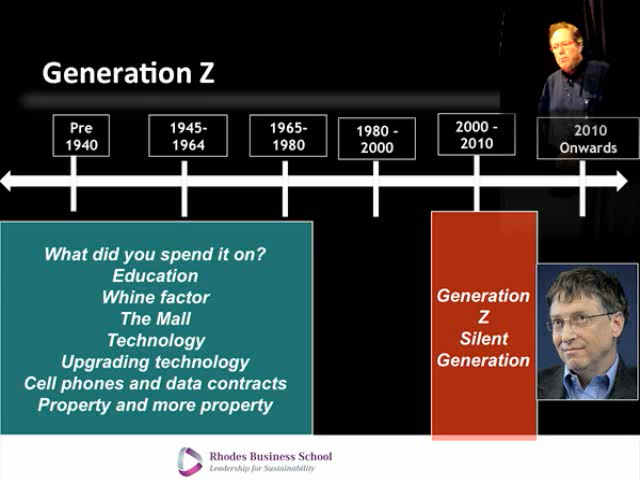 Generation Z
Pre
1940
1945-
1964
1965-
1980
1980 -
2000
2000 -
2010
2010
Onwards
What did you spend it on?
Education
Whine factor
The Mall
Technology
Upgrading technology
Cell phones and data contracts
Property and more property
Generation
Z
Silent
Generation
Rhodes Business School
Leadership for Sustainability